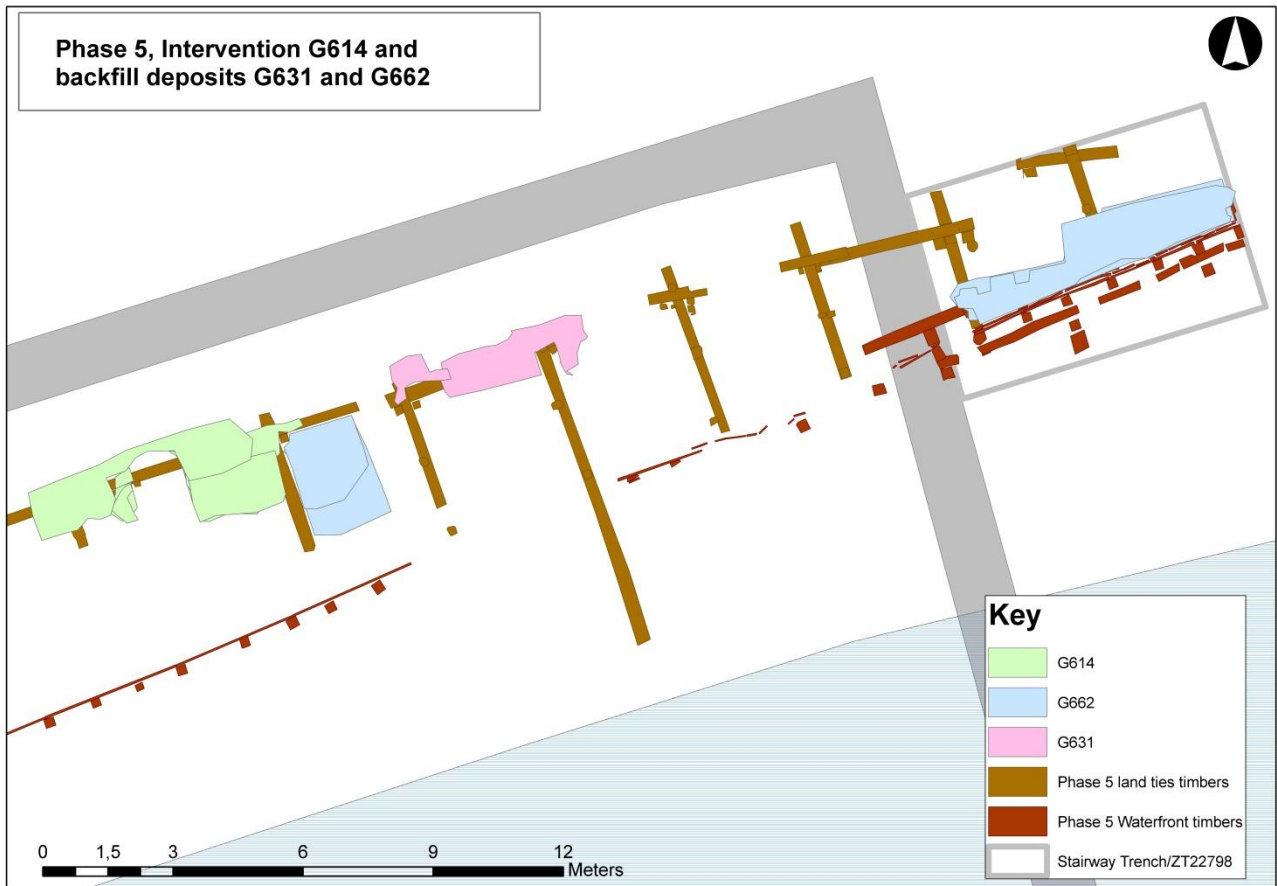 Phase 5, Intervention G614 and
backfill deposits G631 and G662
Key
G614
G662
G631
Phase 5 land ties timbers
Phase 5 Waterfront timbers
Stairway Trench/ZT22798
0 1,5 3 6 9 12
Meters